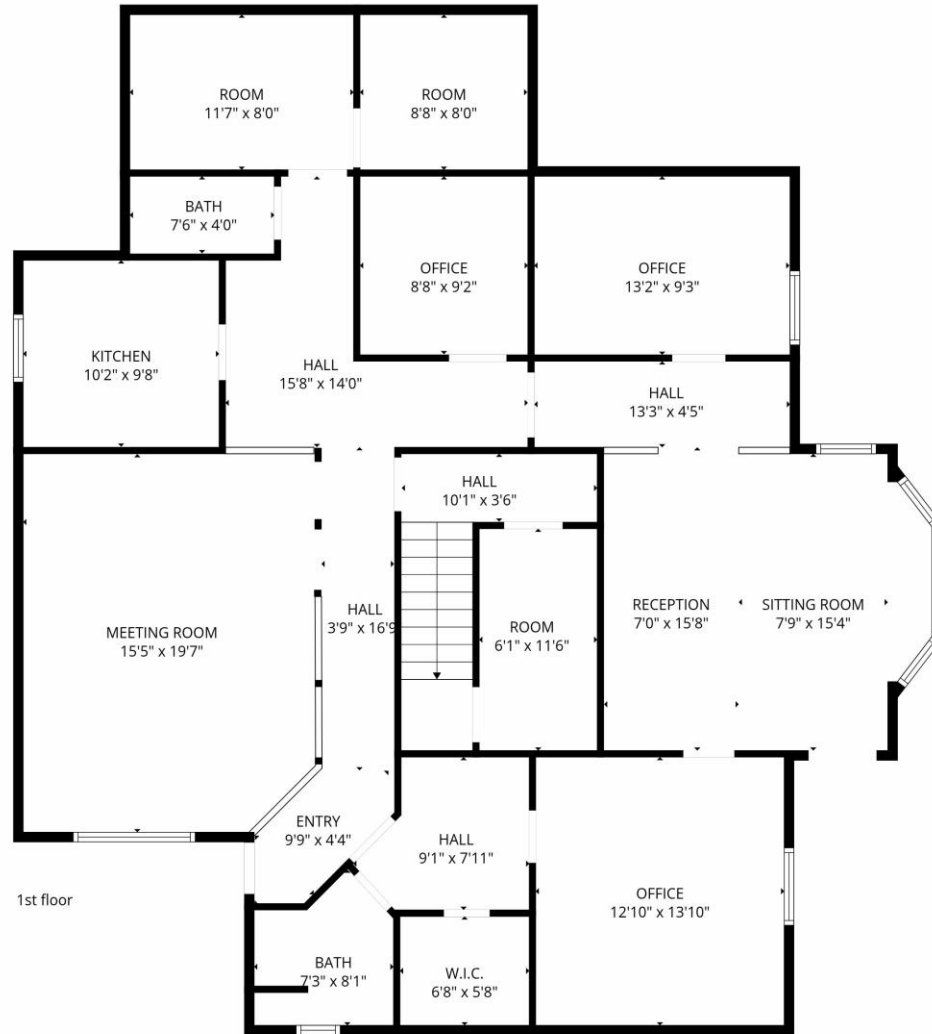 ROOM
11'7" x 8'0"
ROOM
8'8" x 8'0"
BATH
7'6" x 4'0"
OFFICE
8'8" x 9'2"
OFFICE
13'2" x 9'3"
KITCHEN
10'2" x 9'8"
HALL
15'8" x 14'0"
HALL
13'3" x 4'5"
HALL
10'1" x 3'6"
MEETING ROOM
15'5" x 19'7"
HALL
3'9" x 16'9
ROOM
6'1" x 11'6"
RECEPTION
7'0" x 15'8"
SITTING ROOM
7'9" x 15'4"
ENTRY
9'9" x 4'4"
HALL
9'1" x 7'11"
OFFICE
12'10" x 13'10"
1st floor
BATH
7'3" x 8'1"
W.I.C.
6'8" x 5'8"